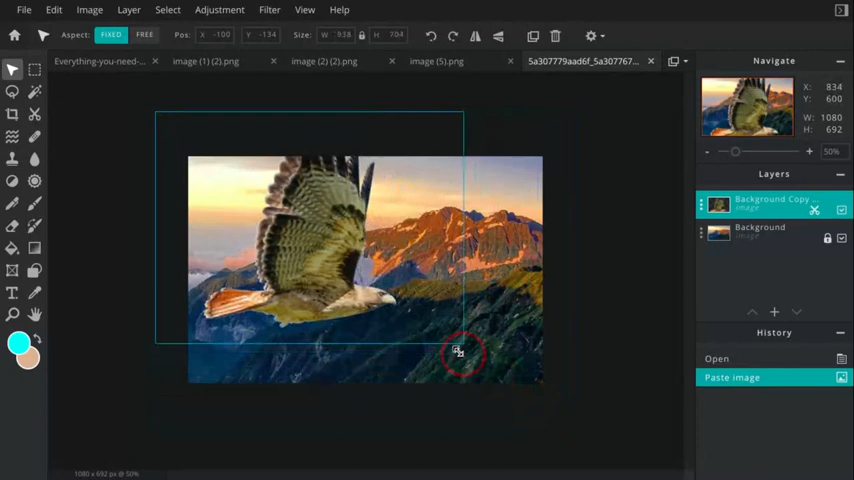 File Edit Image Layer Select Adjustment Filter View Help
Aspect: FIXED FREE Pos: X -100 Y -134 Size: W 938 H 704
Everything-you-need-... image (1) (2).png image (2) (2).png image (5).png 5a307779aad6f_5a307767...
Navigate
X: 834
Y: 600
W: 1080
H: 692
- + 50%
Layers
Background Copy ...
image
Background
image
History
Open
Paste image
1080 x 692 px @ 50%